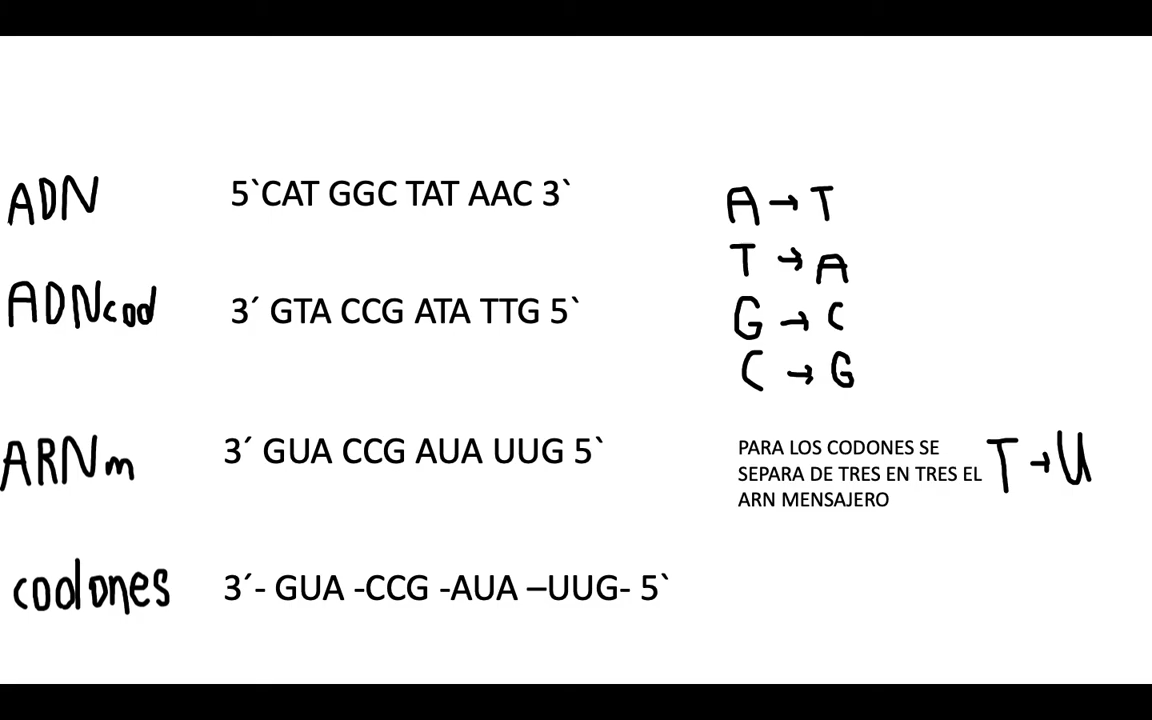 ADN 5`CAT GGC TAT AAC 3`
A → T
T → A
ADNcod 3´ GTA CCG ATA TTG 5`
G → C
C → G
ARNm 3´ GUA CCG AUA UUG 5`
PARA LOS CODONES SE
SEPARA DE TRES EN TRES EL
ARN MENSAJERO
T → U
codones 3´- GUA -CCG -AUA –UUG- 5`